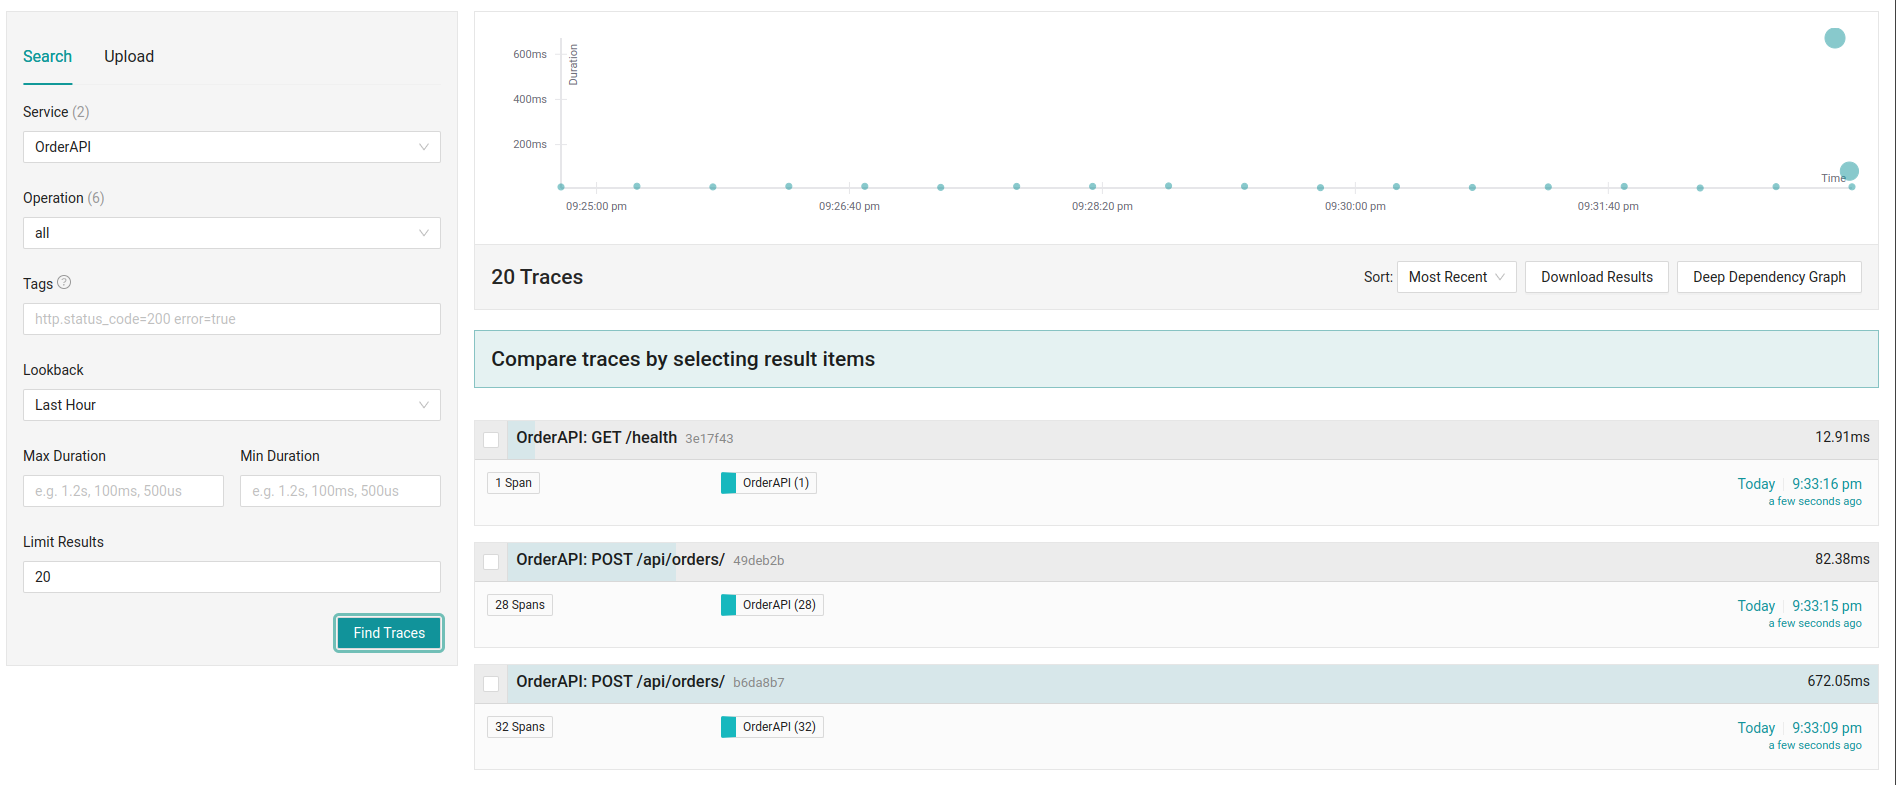 Search Upload
Service (2)
OrderAPI
Operation (6)
all
Tags ?
http.status_code=200 error=true
Lookback
Last Hour
Max Duration Min Duration
e.g. 1.2s, 100ms, 500us e.g. 1.2s, 100ms, 500us
Limit Results
20
Find Traces
Duration
600ms
400ms
200ms
Time
09:25:00 pm 09:26:40 pm 09:28:20 pm 09:30:00 pm 09:31:40 pm
20 Traces Sort: Most Recent Download Results Deep Dependency Graph
Compare traces by selecting result items
OrderAPI: GET /health 3e17f43 12.91ms
1 Span OrderAPI (1) Today 9:33:16 pm
a few seconds ago
OrderAPI: POST /api/orders/ 49deb2b 82.38ms
28 Spans OrderAPI (28) Today 9:33:15 pm
a few seconds ago
OrderAPI: POST /api/orders/ b6da8b7 672.05ms
32 Spans OrderAPI (32) Today 9:33:09 pm
a few seconds ago